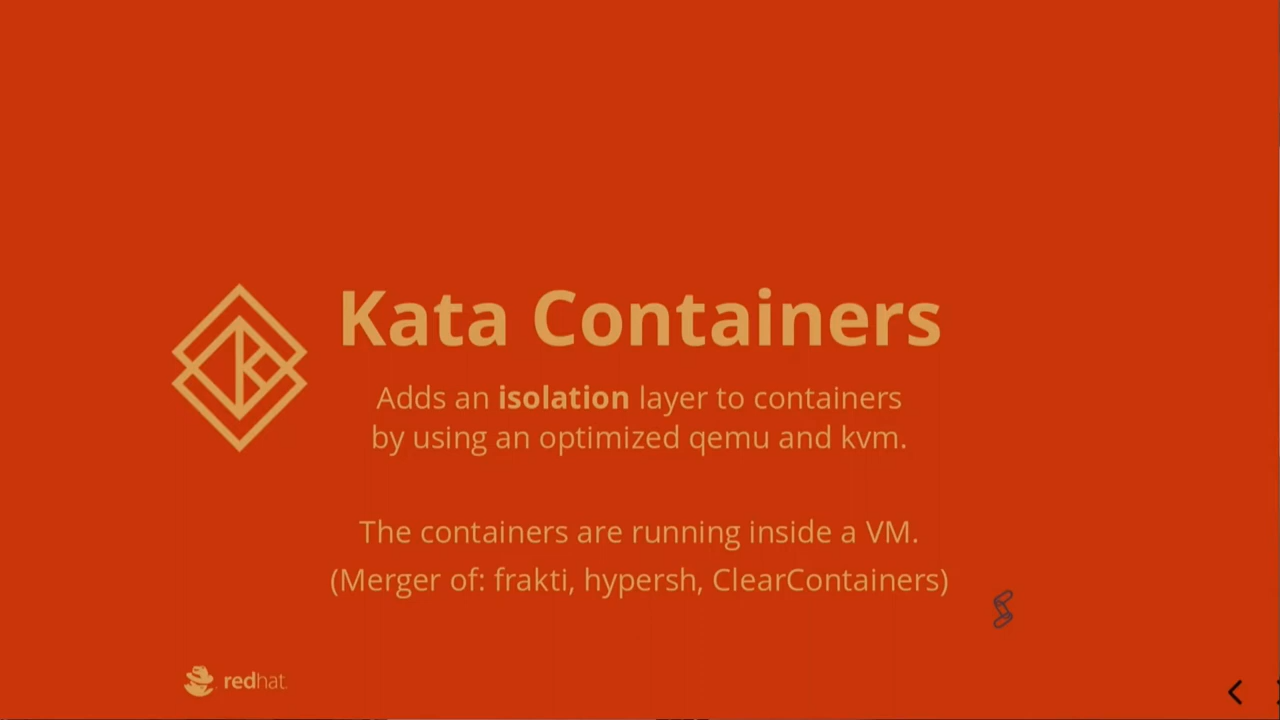 Kata Containers
Adds an isolation layer to containers
by using an optimized qemu and kvm.
The containers are running inside a VM.
(Merger of: frakti, hypersh, ClearContainers)
redhat.